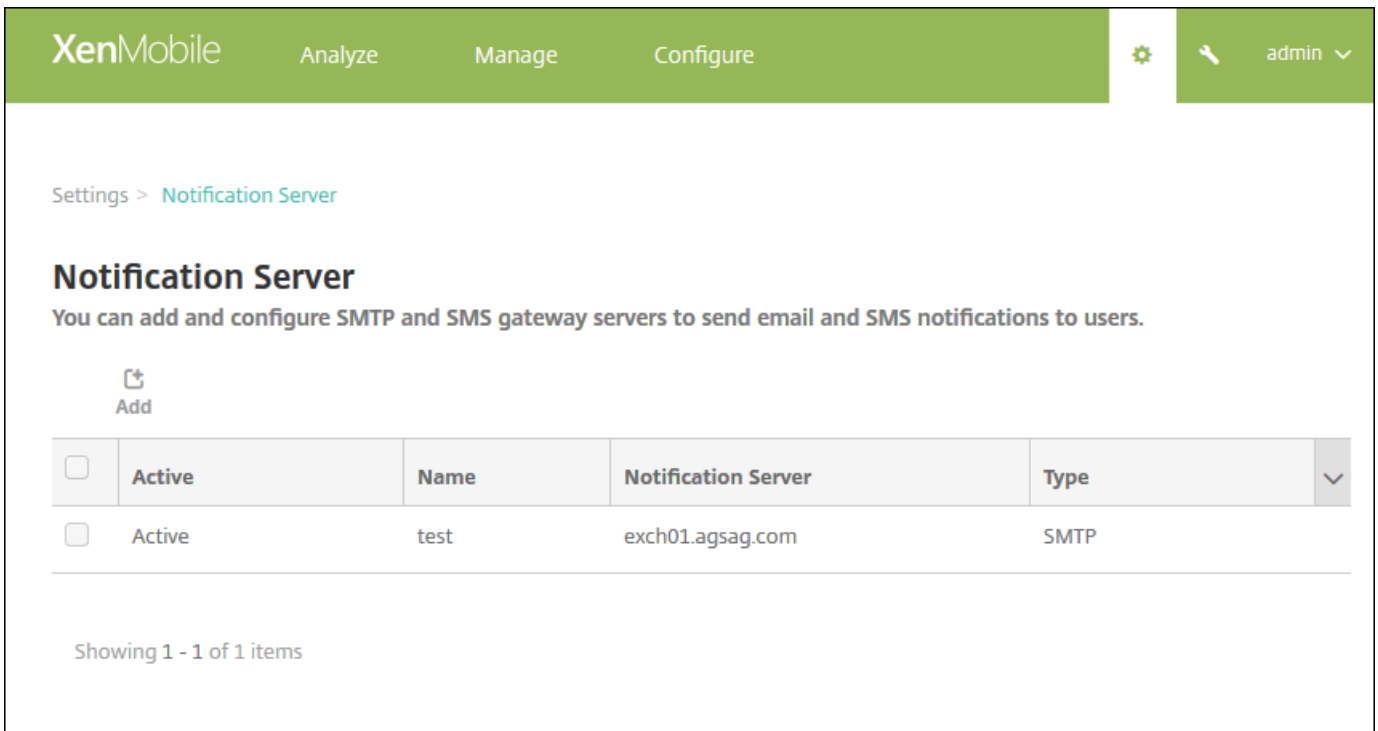 XenMobile Analyze Manage Configure admin
Settings > Notification Server
Notification Server
You can add and configure SMTP and SMS gateway servers to send email and SMS notifications to users.
Add
Active Name Notification Server Type
Active test exch01.agsag.com SMTP
Showing 1 - 1 of 1 items